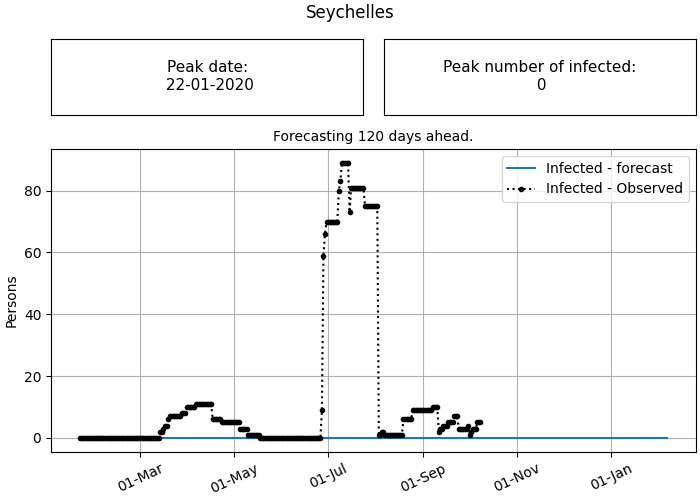 Seychelles
Peak date:
22-01-2020
Peak number of infected:
0
Forecasting 120 days ahead.
Infected - forecast
Infected - Observed
Persons
80
60
40
20
0
01-Mar
01-May
01-Jul
01-Sep
01-Nov
01-Jan